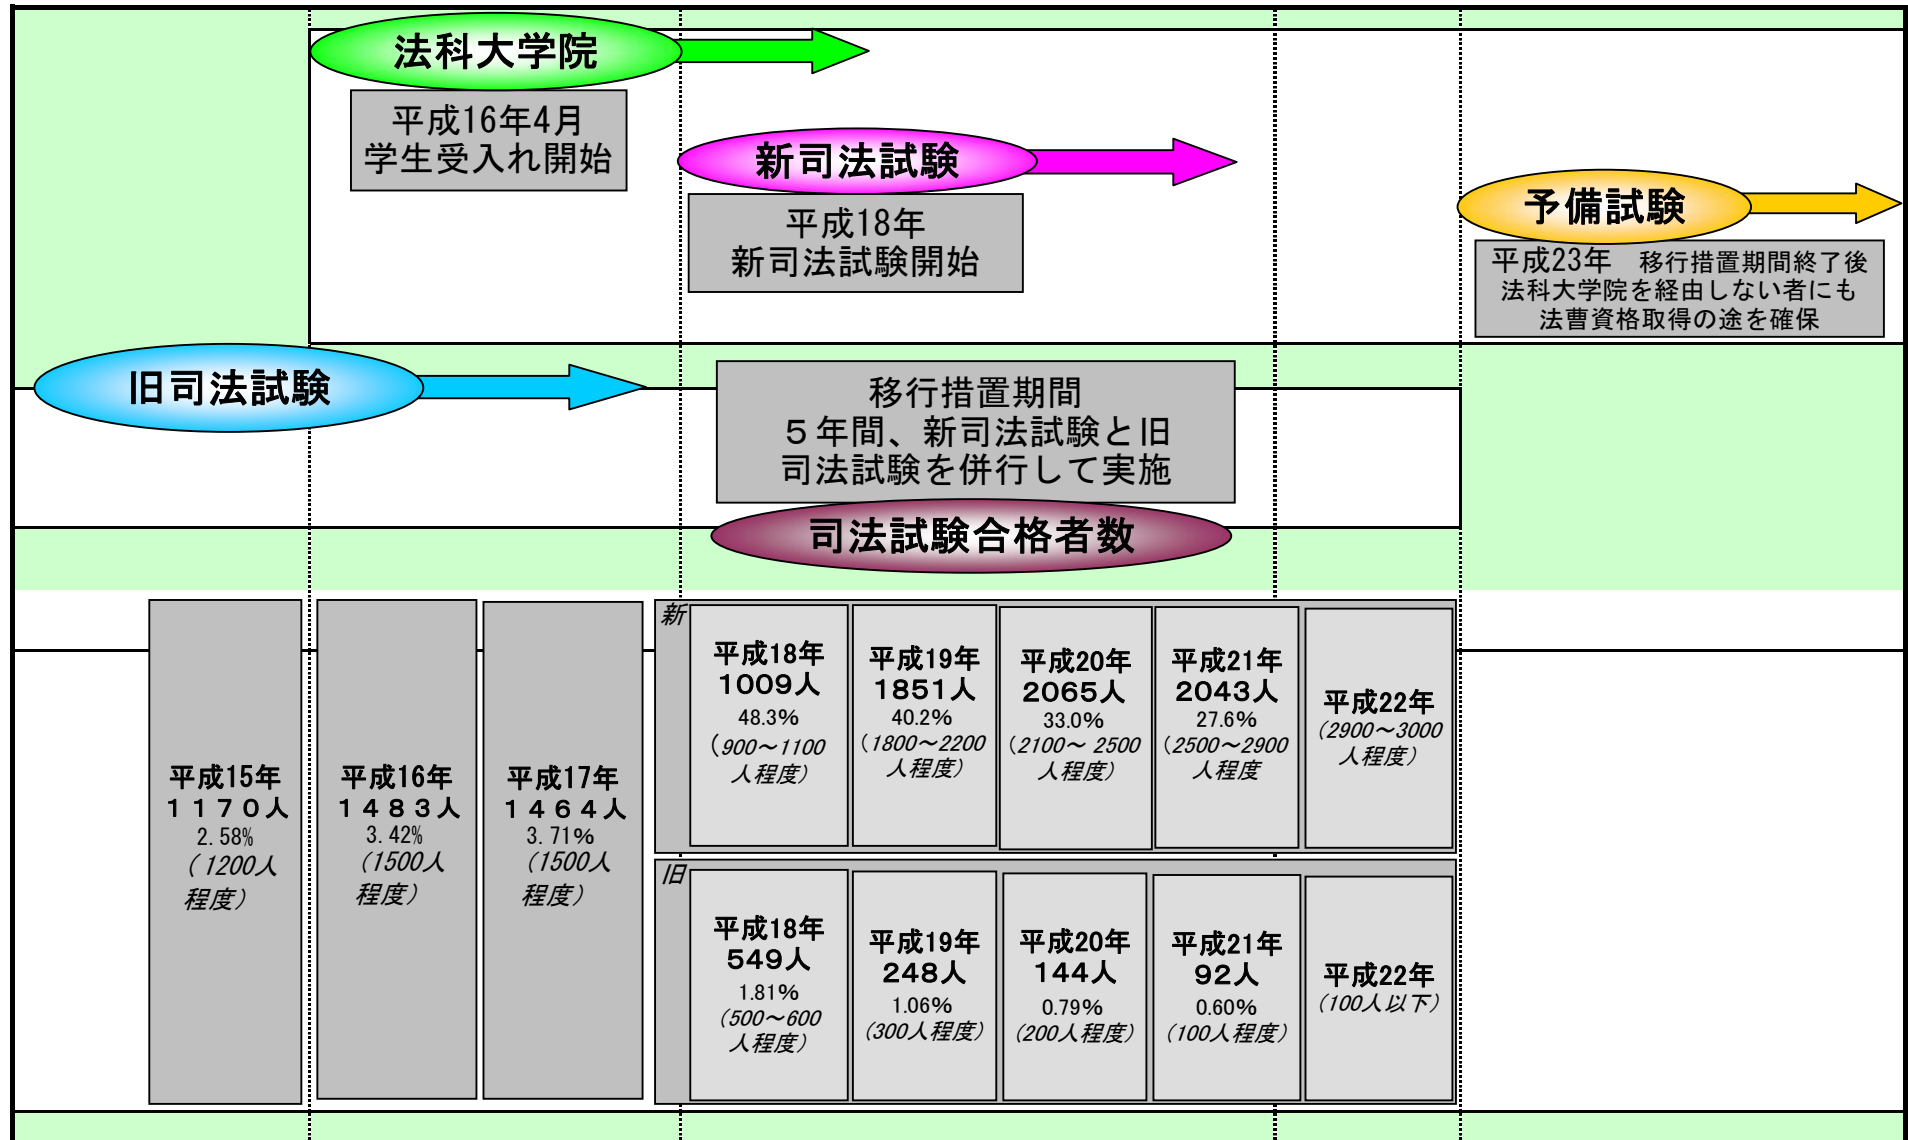 法科大学院
平成16年4月
学生受入れ開始
新司法試験
平成18年
新司法試験開始
予備試験
平成23年　移行措置期間終了後
法科大学院を経由しない者にも
法曹資格取得の途を確保
旧司法試験
移行措置期間
５年間、新司法試験と旧
司法試験を併行して実施
司法試験合格者数
平成15年
１１７０人
2.58%
（1200人
程度）
平成16年
１４８３人
3.42%
（1500人
程度）
平成17年
１４６４人
3.71%
（1500人
程度）
新
平成18年
1009人
48.3%
（900～1100
人程度）
平成19年
1851人
40.2%
（1800～2200
人程度）
平成20年
2065人
33.0%
（2100～ 2500
人程度）
平成21年
2043人
27.6%
（2500～2900
人程度
平成22年
（2900～3000
人程度）
旧
平成18年
549人
1.81%
（500～600
人程度）
平成19年
248人
1.06%
（300人程度）
平成20年
144人
0.79%
（200人程度）
平成21年
92人
0.60%
（100人程度）
平成22年
（100人以下）